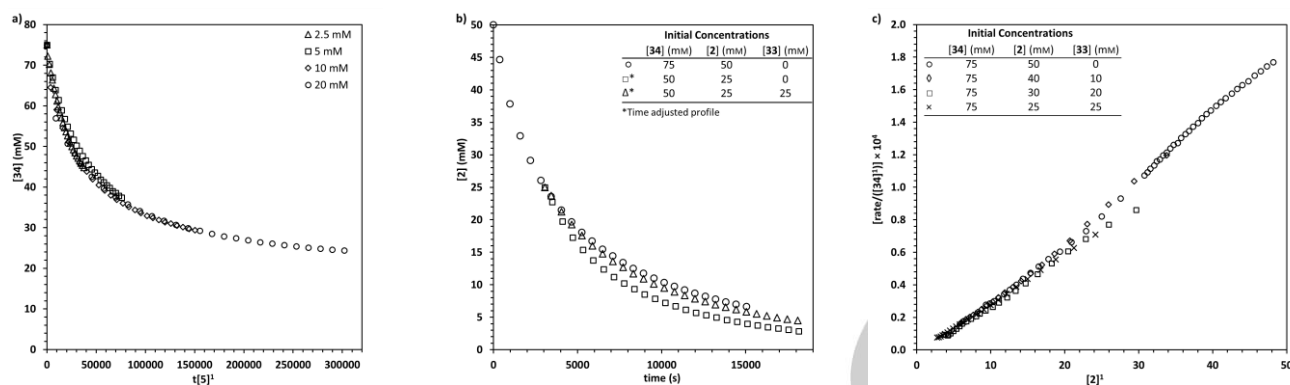 a)
80
70
60
50
40
30
20
10
0
[34] (mM)
0 50000 100000 150000 200000 250000 300000
t[5]¹
△ 2.5 mM
□ 5 mM
◇ 10 mM
○ 20 mM
b)
50
45
40
35
30
25
20
15
10
5
0
[2] (mM)
0 5000 10000 15000
time (s)
Initial Concentrations
[34] (mM) [2] (mM) [33] (mM)
○ 75 50 0
□* 50 25 0
△* 50 25 25
*Time adjusted profile
c)
2.0
1.8
1.6
1.4
1.2
1.0
0.8
0.6
0.4
0.2
0.0
[rate/([34]¹)] × 10⁴
0 10 20 30 40 50
[2]¹
Initial Concentrations
[34] (mM) [2] (mM) [33] (mM)
○ 75 50 0
◇ 75 40 10
□ 75 30 20
× 75 25 25